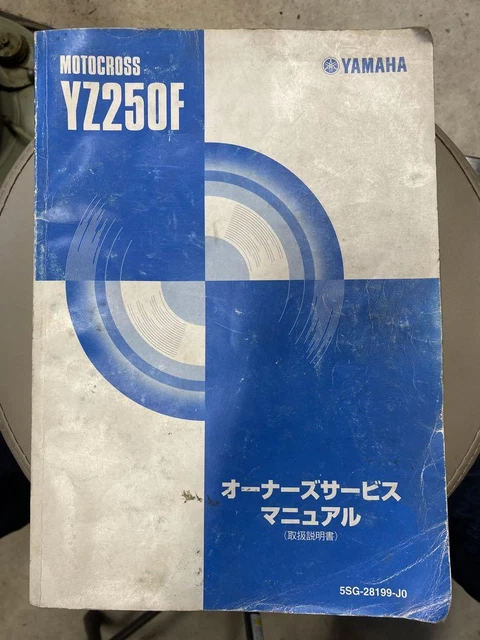 MOTOCROSS
YZ250F
YAMAHA
オーナーズサービス
マニュアル
(取扱説明書)
5SG-28199-J0